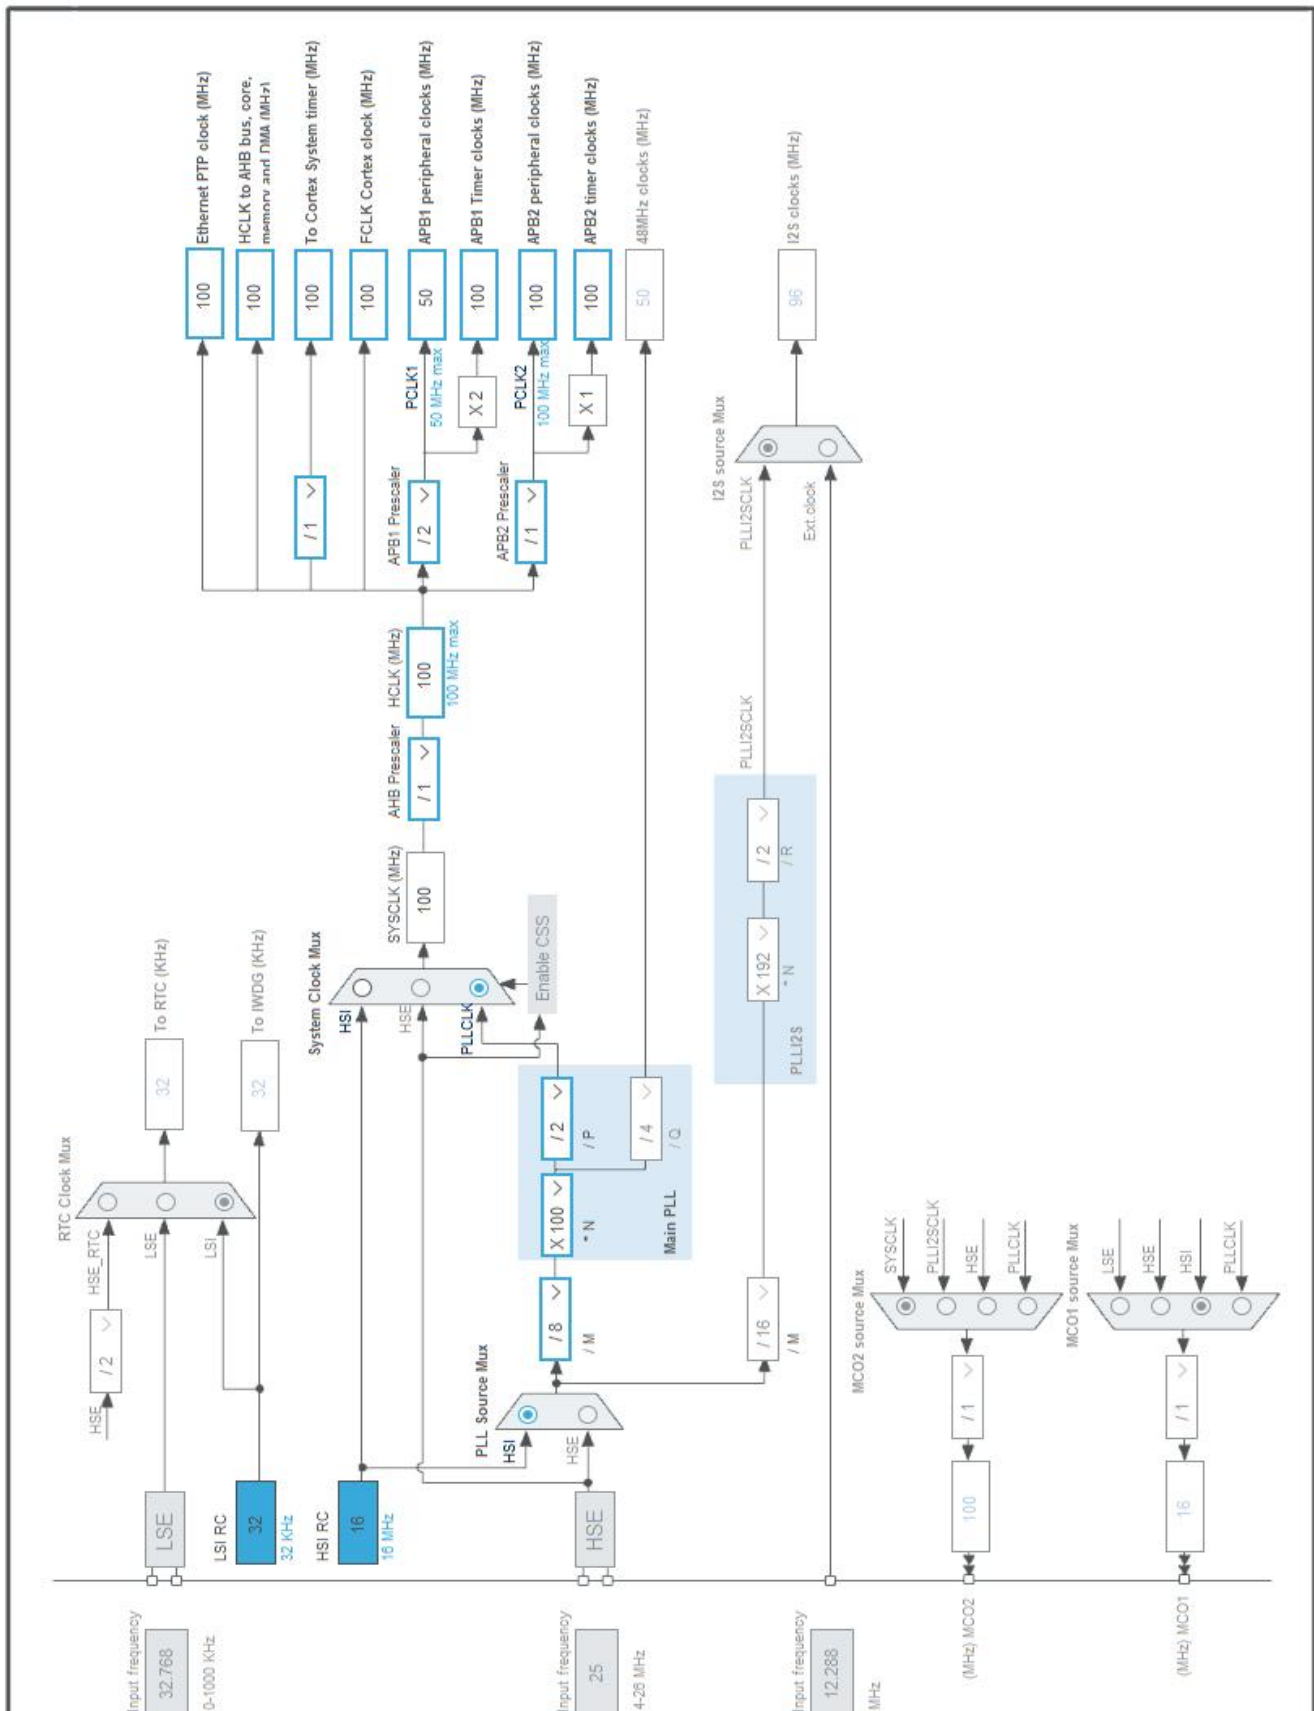 Input frequency
32.768
0-1000 KHz
LSE
HSE
/ 2
HSE_RTC
RTC Clock Mux
LSE
LSI
32
To RTC (KHz)
LSI RC
32
32 KHz
32
To IWDG (KHz)
HSI RC
16
16 MHz
Input frequency
25
4-26 MHz
HSE
PLL Source Mux
HSI
HSE
/ 8
/ M
X 100
* N
/ 2
/ P
/ 4
/ Q
Main PLL
System Clock Mux
HSI
HSE
PLLCLK
Enable CSS
SYSCLK (MHz)
100
AHB Prescaler
/ 1
HCLK (MHz)
100
100 MHz max
/ 1
APB1 Prescaler
/ 2
PCLK1
50 MHz max
X 2
APB2 Prescaler
/ 1
PCLK2
100 MHz max
X 1
100
Ethernet PTP clock (MHz)
100
HCLK to AHB bus, core,
memory and DMA (MHz)
100
To Cortex System timer (MHz)
100
FCLK Cortex clock (MHz)
50
APB1 peripheral clocks (MHz)
100
APB1 Timer clocks (MHz)
100
APB2 peripheral clocks (MHz)
100
APB2 timer clocks (MHz)
50
48MHz clocks (MHz)
/ 16
/ M
PLLI2S
X 192
* N
/ 2
/ R
PLLI2SCLK
PLLI2SCLK
I2S source Mux
Ext.clock
96
I2S clocks (MHz)
Input frequency
12.288
MHz
(MHz) MCO2
100
/ 1
MCO2 source Mux
SYSCLK
PLLI2SCLK
HSE
PLLCLK
(MHz) MCO1
16
/ 1
MCO1 source Mux
LSE
HSE
HSI
PLLCLK